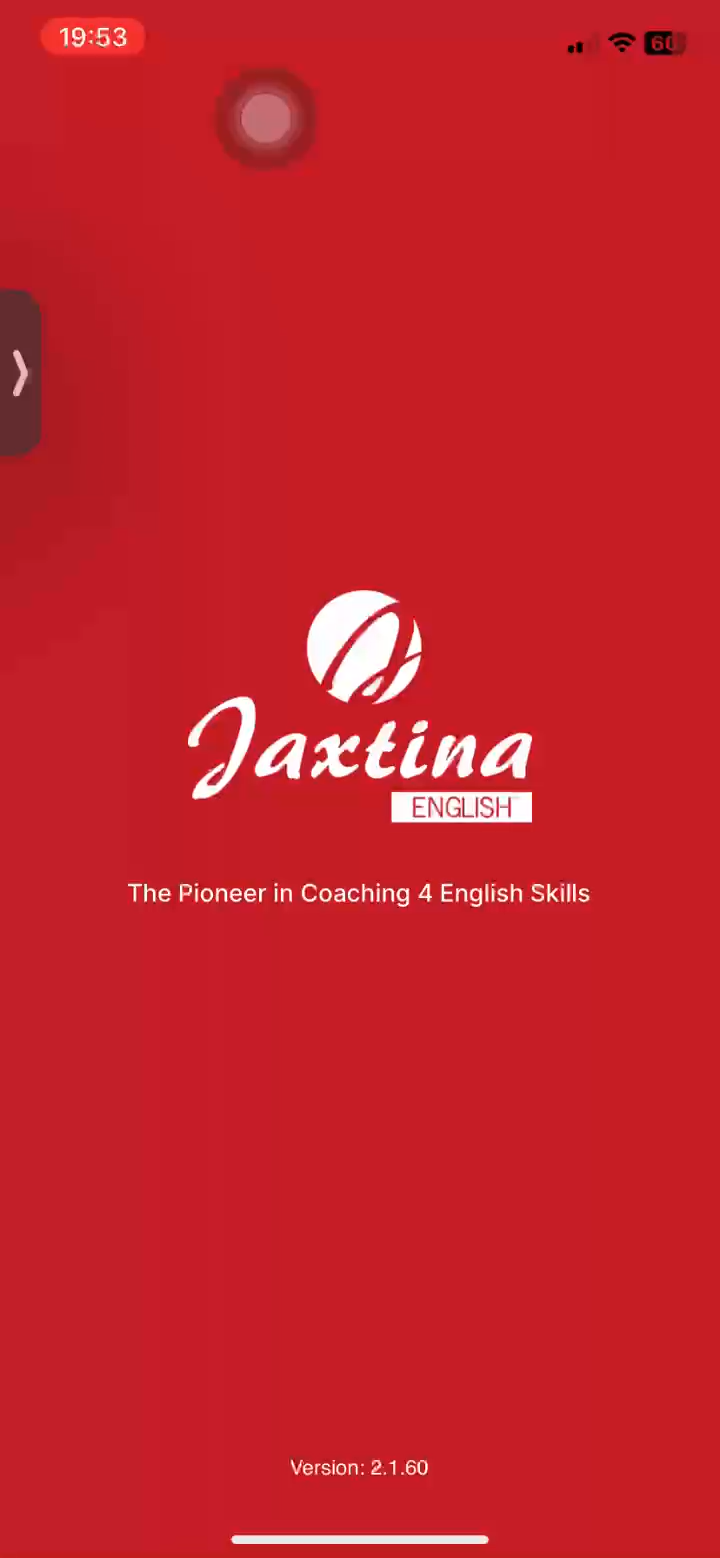 19:53
60
Jaxtina
ENGLISH
The Pioneer in Coaching 4 English Skills
Version: 2.1.60